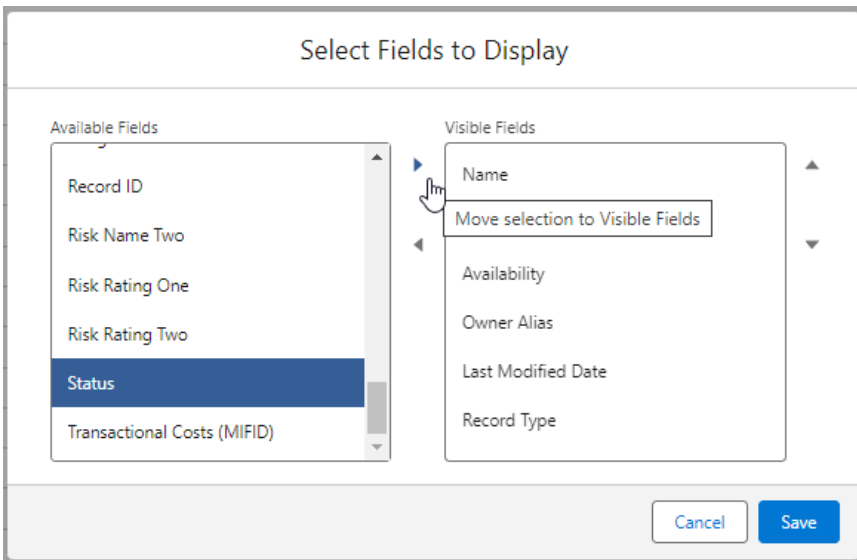 Select Fields to Display
Available Fields
Record ID
Risk Name Two
Risk Rating One
Risk Rating Two
Status
Transactional Costs (MIFID)
Visible Fields
Name
Move selection to Visible Fields
Availability
Owner Alias
Last Modified Date
Record Type
Cancel
Save